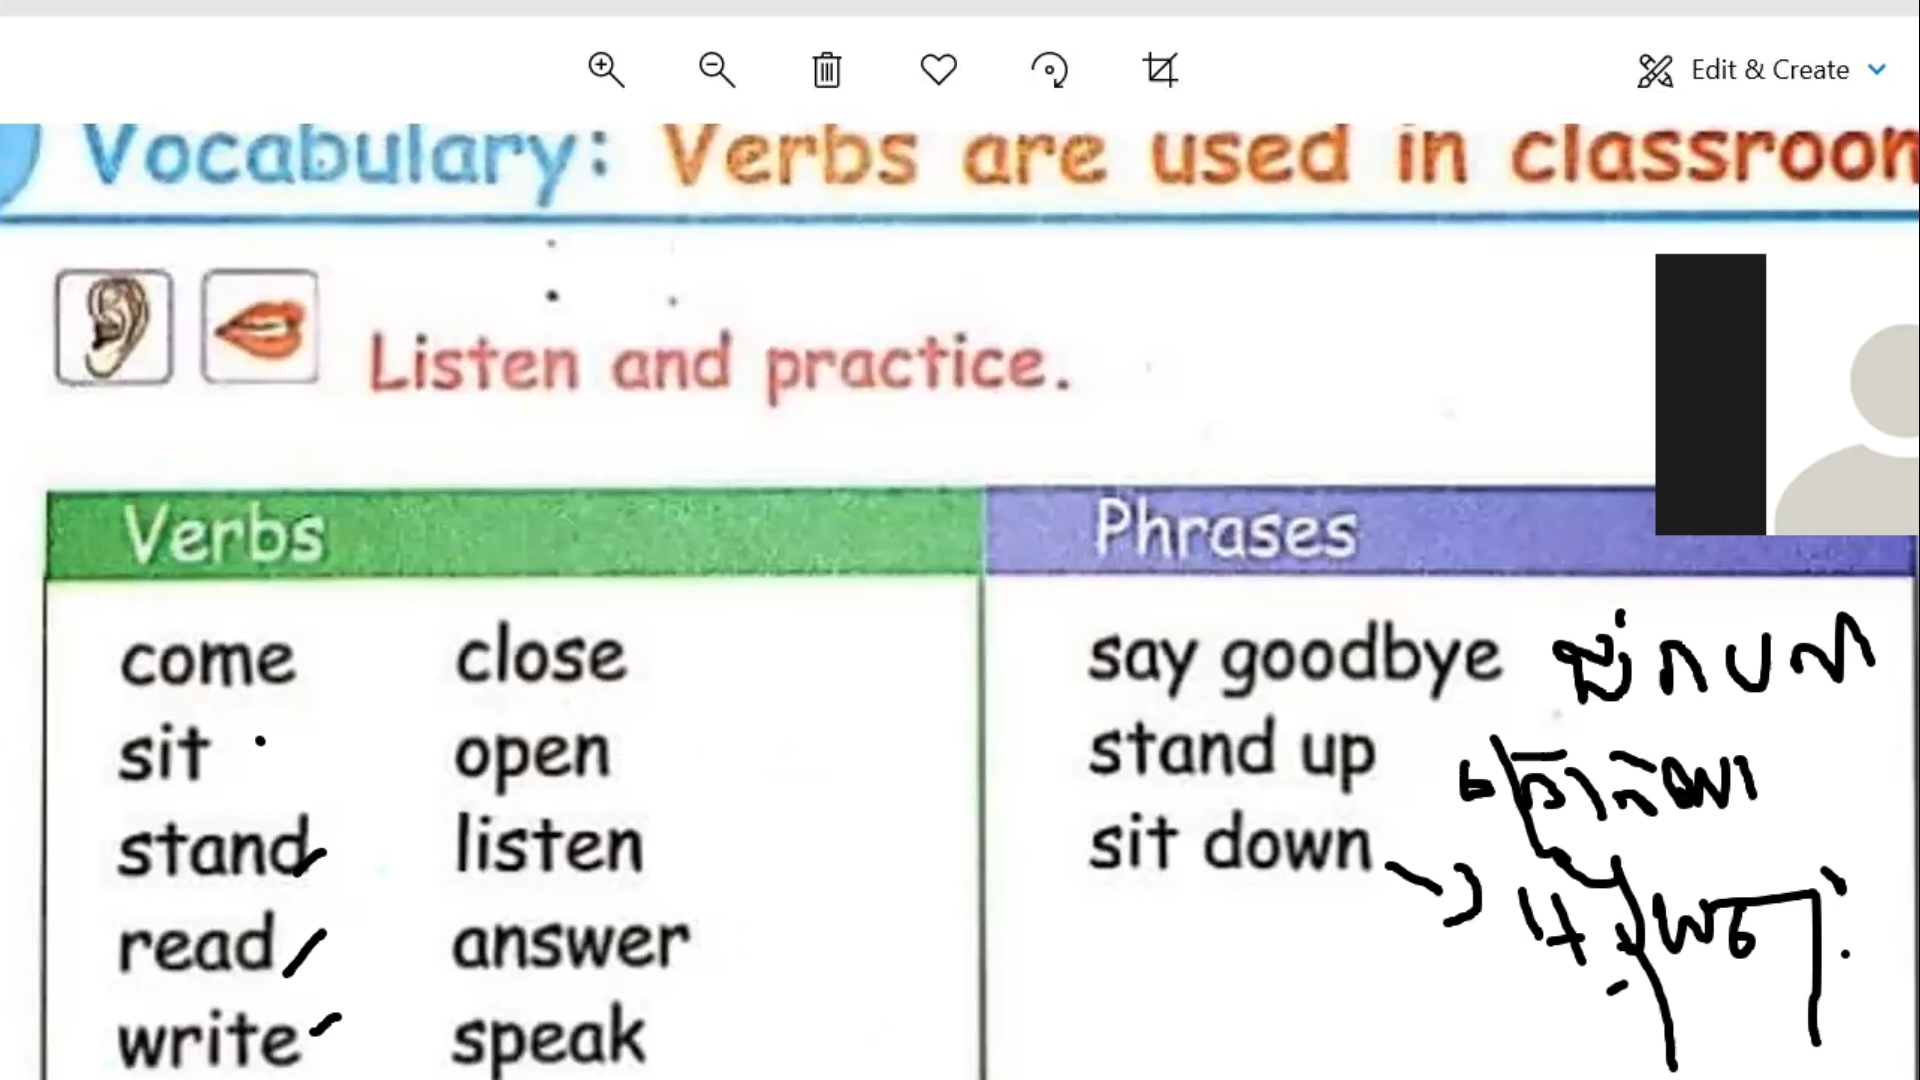 Edit & Create
Vocabulary: Verbs are used in classroom
Listen and practice.
Verbs
Phrases
come close say goodbye
sit open stand up
stand listen sit down
read answer
write speak